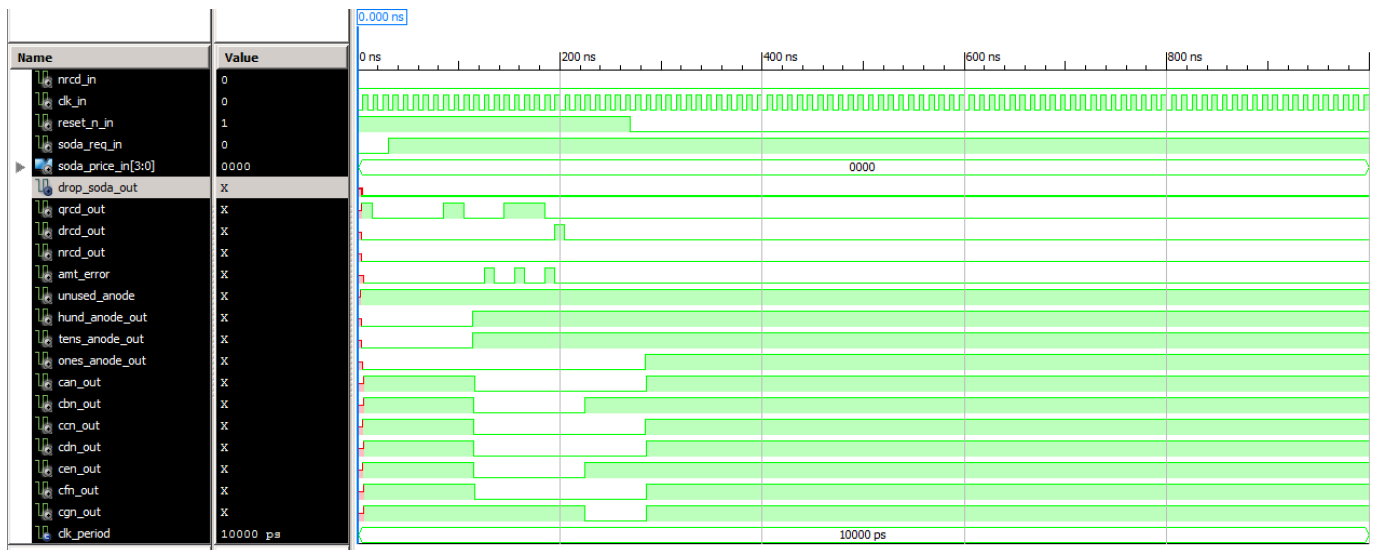 0.000 ns
Name Value 0 ns 200 ns 400 ns 600 ns 800 ns
nrcd_in 0
clk_in 0
reset_n_in 1
soda_req_in 0
soda_price_in[3:0] 0000 0000
drop_soda_out X
qrcd_out X
drcd_out X
nrcd_out X
amt_error X
unused_anode X
hund_anode_out X
tens_anode_out X
ones_anode_out X
can_out X
cbn_out X
ccn_out X
cdn_out X
cen_out X
cfn_out X
cgn_out X
clk_period 10000 ps 10000 ps